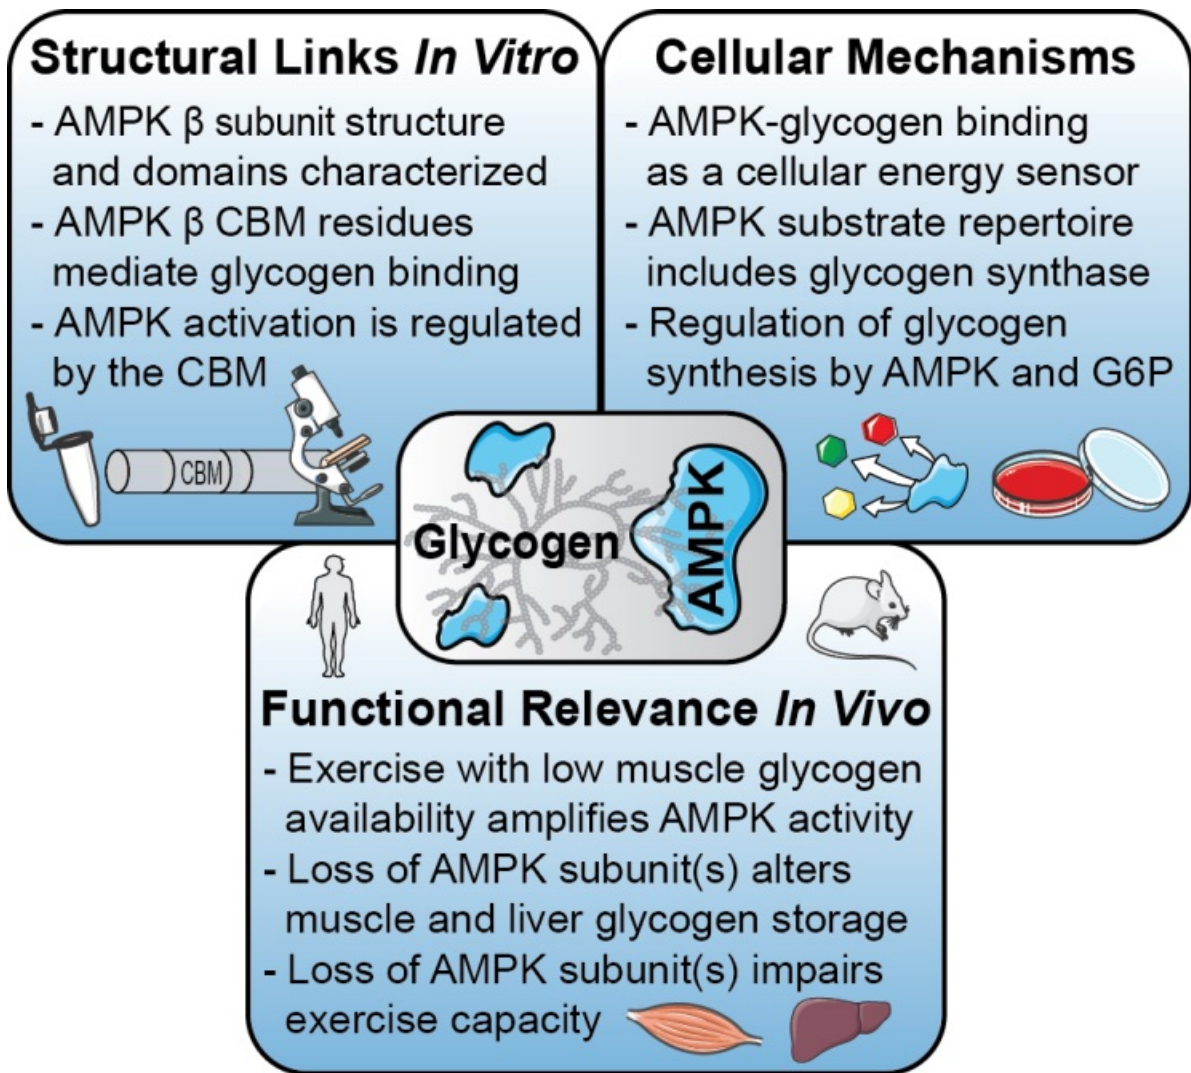 Structural Links In Vitro
- AMPK β subunit structure
and domains characterized
- AMPK β CBM residues
mediate glycogen binding
- AMPK activation is regulated
by the CBM
CBM
Cellular Mechanisms
- AMPK-glycogen binding
as a cellular energy sensor
- AMPK substrate repertoire
includes glycogen synthase
- Regulation of glycogen
synthesis by AMPK and G6P
Glycogen
AMPK
Functional Relevance In Vivo
- Exercise with low muscle glycogen
availability amplifies AMPK activity
- Loss of AMPK subunit(s) alters
muscle and liver glycogen storage
- Loss of AMPK subunit(s) impairs
exercise capacity